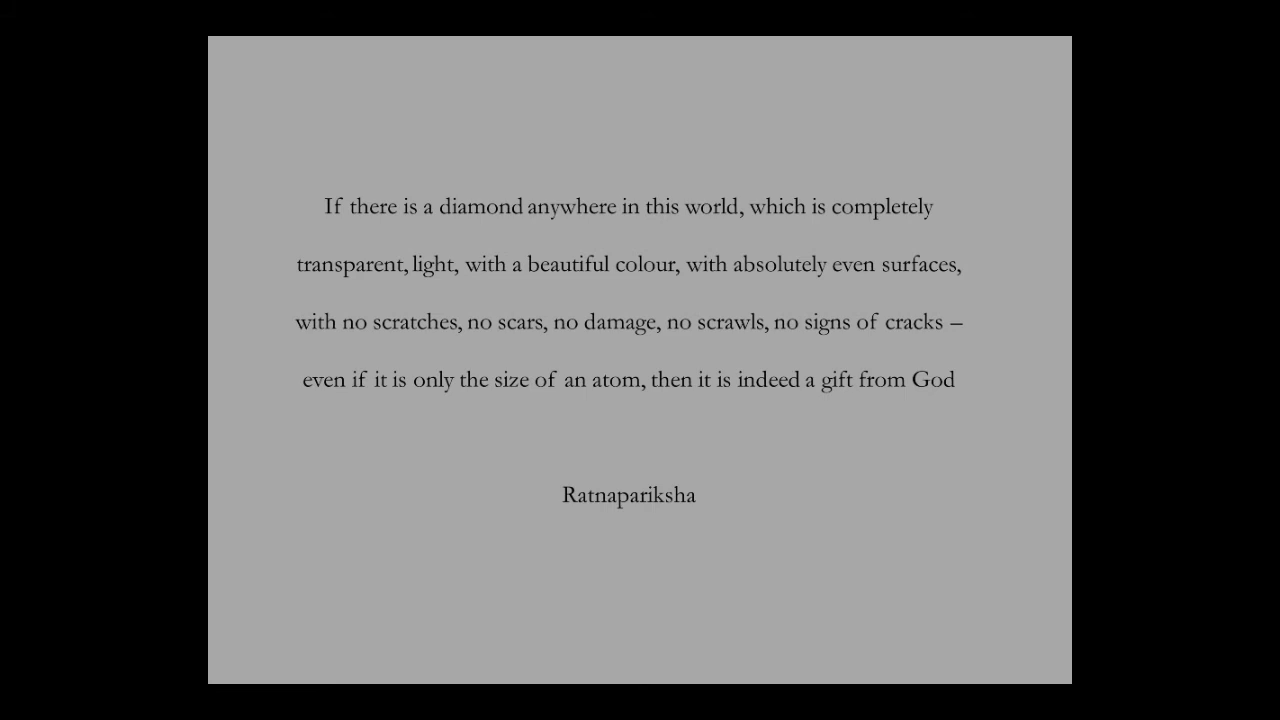 If there is a diamond anywhere in this world, which is completely
transparent, light, with a beautiful colour, with absolutely even surfaces,
with no scratches, no scars, no damage, no scrawls, no signs of cracks –
even if it is only the size of an atom, then it is indeed a gift from God
Ratnapariksha